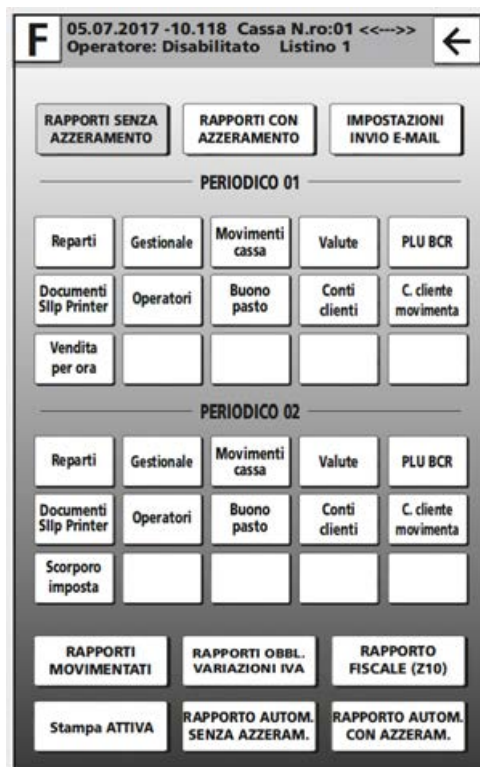 F
05.07.2017 -10.118 Cassa N.ro:01 <<--->>
Operatore: Disabilitato Listino 1
RAPPORTI SENZA AZZERAMENTO
RAPPORTI CON AZZERAMENTO
IMPOSTAZIONI INVIO E-MAIL
PERIODICO 01
Reparti
Gestionale
Movimenti cassa
Valute
PLU BCR
Documenti Sllp Printer
Operatori
Buono pasto
Conti clienti
C. cliente movimenta
Vendita per ora
PERIODICO 02
Reparti
Gestionale
Movimenti cassa
Valute
PLU BCR
Documenti Sllp Printer
Operatori
Buono pasto
Conti clienti
C. cliente movimenta
Scorporo imposta
RAPPORTI MOVIMENTATI
RAPPORTI OBBL. VARIAZIONI IVA
RAPPORTO FISCALE (Z10)
Stampa ATTIVA
RAPPORTO AUTOM. SENZA AZZERAM.
RAPPORTO AUTOM. CON AZZERAM.